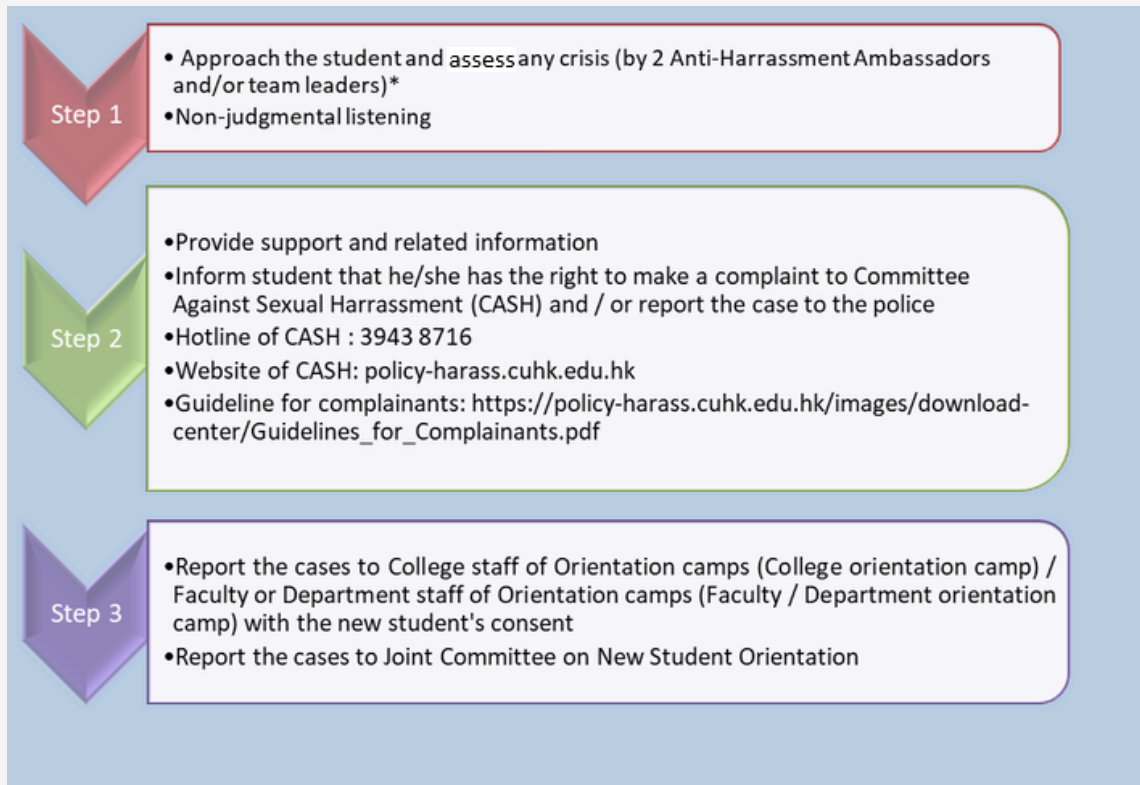 Step 1
• Approach the student and assess any crisis (by 2 Anti-Harrassment Ambassadors
and/or team leaders)*
•Non-judgmental listening
Step 2
•Provide support and related information
•Inform student that he/she has the right to make a complaint to Committee
Against Sexual Harrassment (CASH) and / or report the case to the police
•Hotline of CASH : 3943 8716
•Website of CASH: policy-harass.cuhk.edu.hk
•Guideline for complainants: https://policy-harass.cuhk.edu.hk/images/download-
center/Guidelines_for_Complainants.pdf
Step 3
•Report the cases to College staff of Orientation camps (College orientation camp) /
Faculty or Department staff of Orientation camps (Faculty / Department orientation
camp) with the new student's consent
•Report the cases to Joint Committee on New Student Orientation